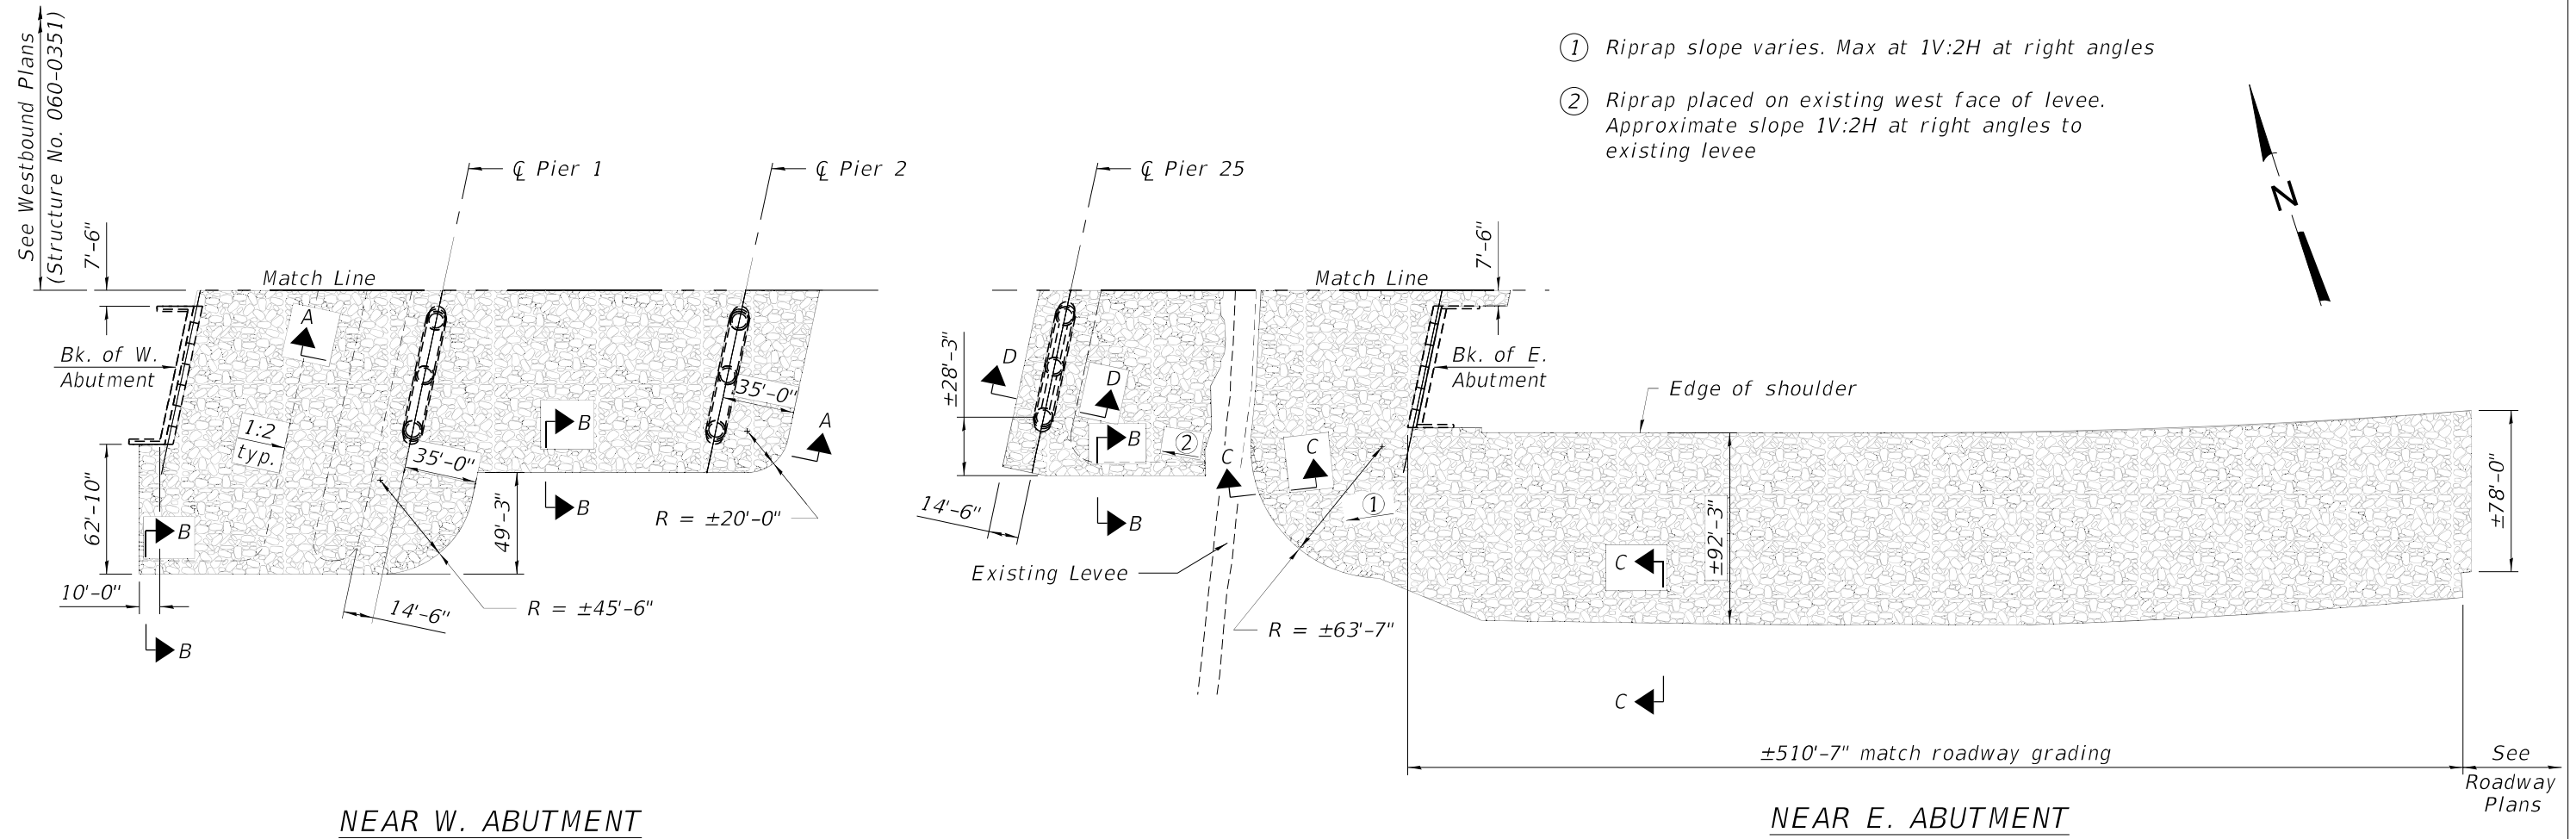 See Westbound Plans
(Structure No. 060-0351)
① Riprap slope varies. Max at 1V:2H at right angles
② Riprap placed on existing west face of levee.
Approximate slope 1V:2H at right angles to
existing levee
N
℄ Pier 1
℄ Pier 2
℄ Pier 25
7'-6"
Match Line
Bk. of W.
Abutment
A
1:2
typ.
35'-0"
35'-0"
A
B
B
62'-10"
B
B
10'-0"
14'-6"
49'-3"
R = ±45'-6"
R = ±20'-0"
Match Line
7'-6"
±28'-3"
D
D
B
B
②
C
C
①
14'-6"
Existing Levee
R = ±63'-7"
Bk. of E.
Abutment
Edge of shoulder
±92'-3"
C
C
±78'-0"
±510'-7" match roadway grading
See
Roadway
Plans
NEAR W. ABUTMENT
NEAR E. ABUTMENT